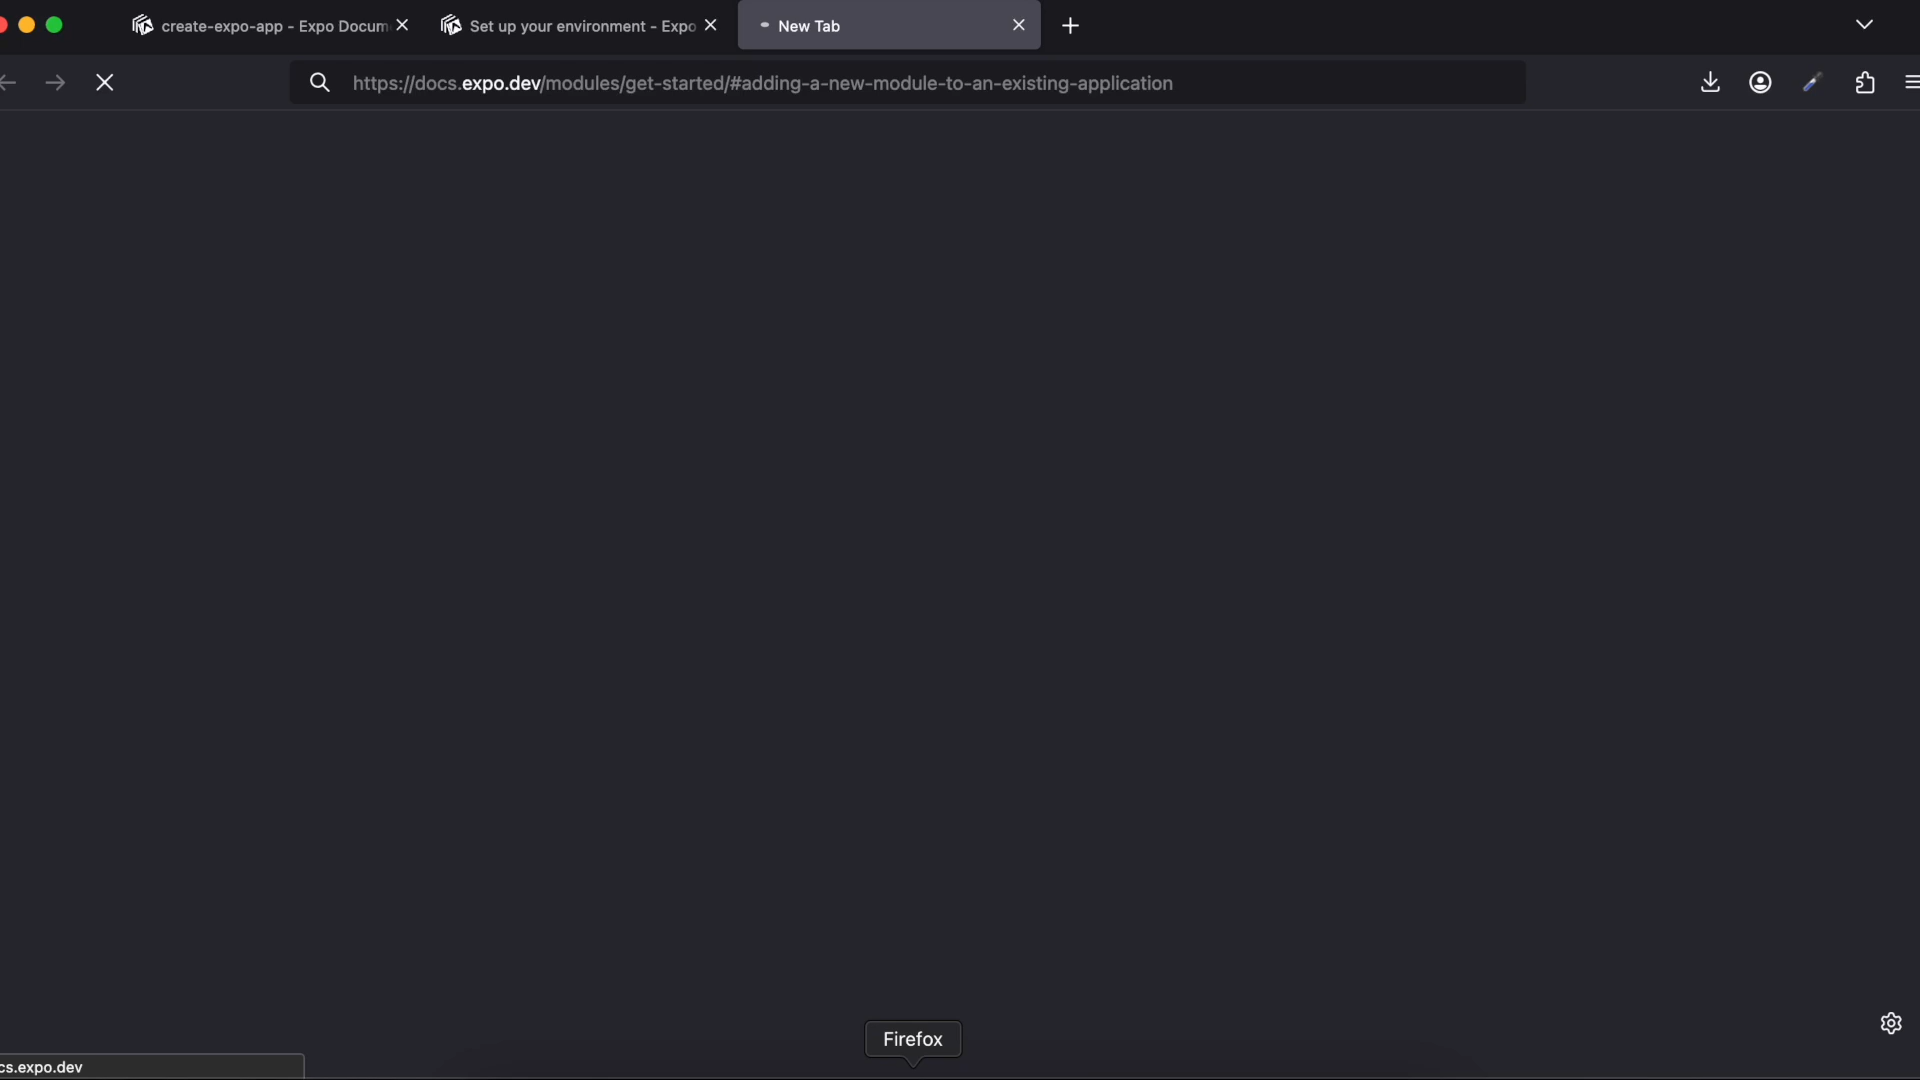 create-expo-app - Expo Docum
Set up your environment - Expo
New Tab
https://docs.expo.dev/modules/get-started/#adding-a-new-module-to-an-existing-application
Firefox
cs.expo.dev